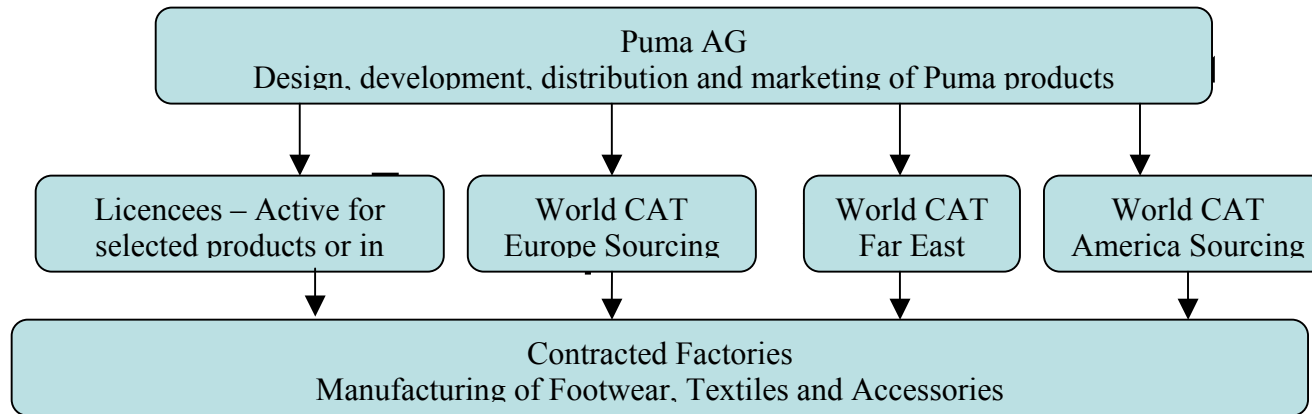 Puma AG
Design, development, distribution and marketing of Puma products
Licencees – Active for
selected products or in
World CAT
Europe Sourcing
World CAT
Far East
World CAT
America Sourcing
Contracted Factories
Manufacturing of Footwear, Textiles and Accessories